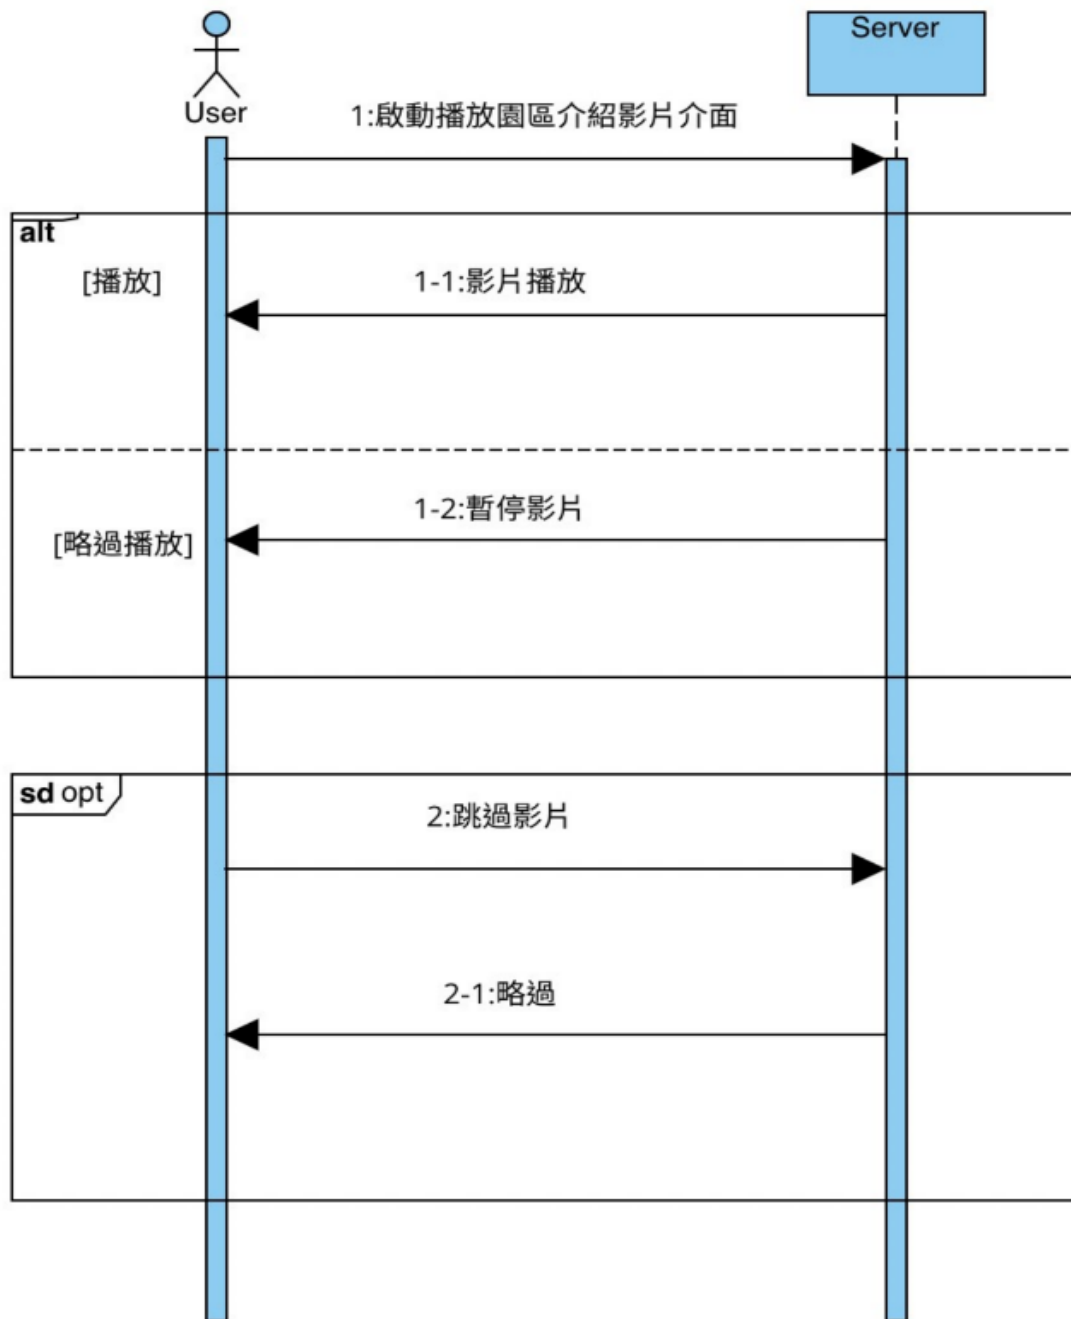 Server
User
1:啟動播放園區介紹影片介面
alt
[播放]
1-1:影片播放
1-2:暫停影片
[略過播放]
sd opt
2:跳過影片
2-1:略過